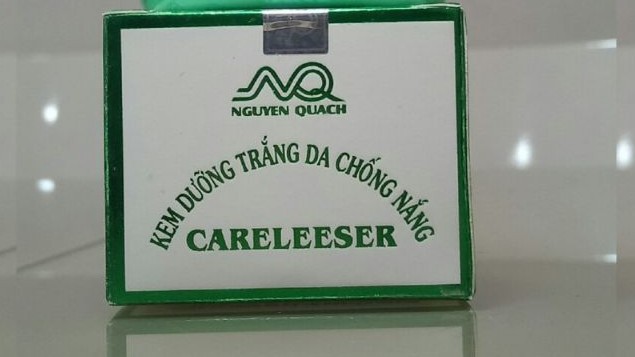 NQ
NGUYEN QUACH
KEM DƯỠNG TRẮNG DA CHỐNG NẮNG
CARELEESER